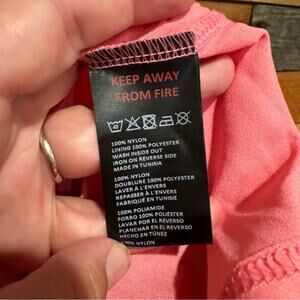 KEEP AWAY
FROM FIRE
40
100% NYLON
LINING 100% POLYESTER
WASH INSIDE OUT
IRON ON REVERSE SIDE
MADE IN TUNISIA
100% NYLON
DOUBLURE 100% POLYESTER
LAVER À L'ENVERS
REPASSER À L'ENVERS
FABRIQUÉ EN TUNISIE
100% POLIAMIDE
FORRO 100% POLIÉSTER
LAVAR POR EL REVERSO
PLANCHAR EN EL REVERSO
HECHO EN TÚNEZ
100% NYLON